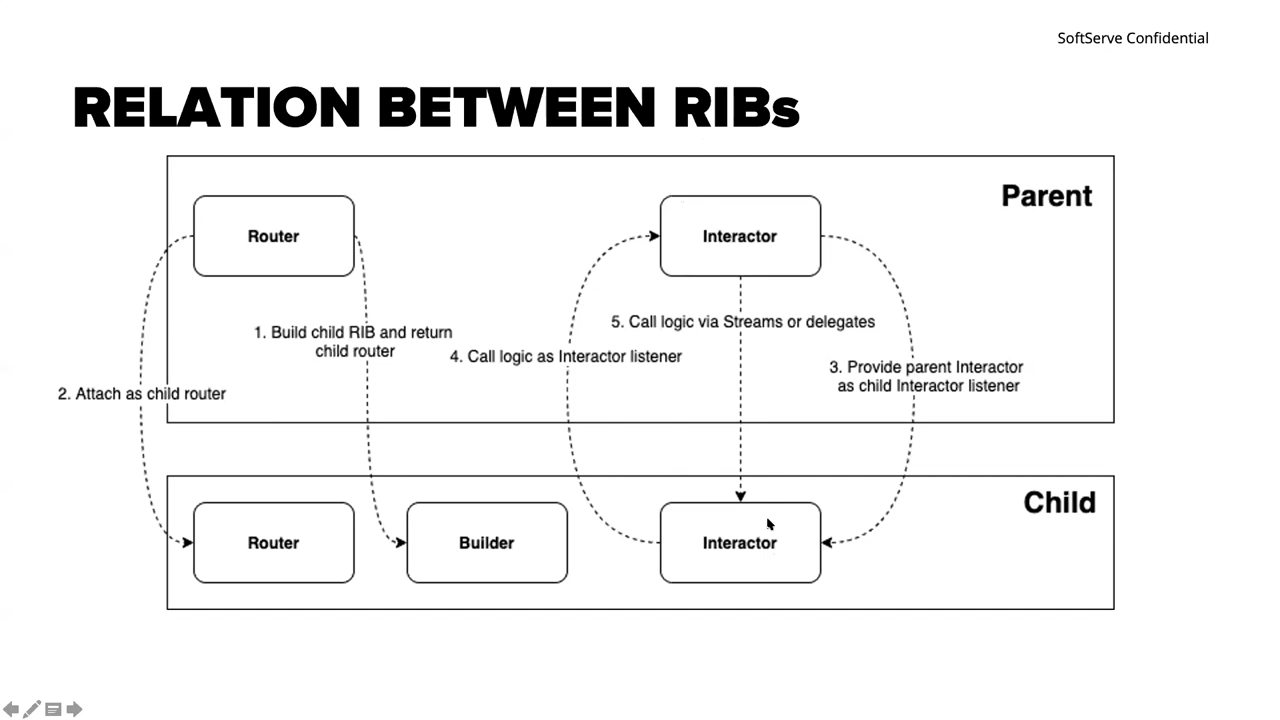 SoftServe Confidential
RELATION BETWEEN RIBs
Parent
Router
Interactor
1. Build child RIB and return
child router
5. Call logic via Streams or delegates
4. Call logic as Interactor listener
3. Provide parent Interactor
as child Interactor listener
2. Attach as child router
Child
Router
Builder
Interactor